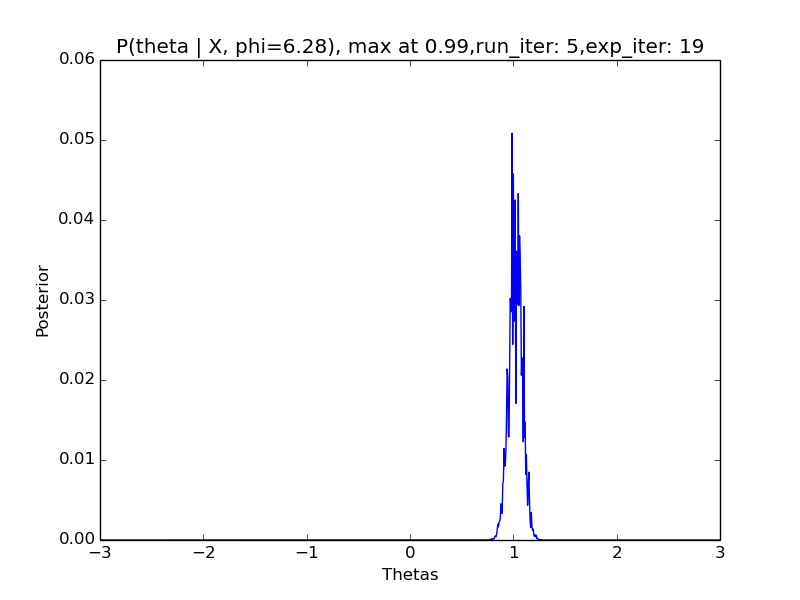 P(theta | X, phi=6.28), max at 0.99,run_iter: 5,exp_iter: 19
0.06
0.05
0.04
0.03
0.02
0.01
0.00
Posterior
−3 −2 −1 0 1 2 3
Thetas